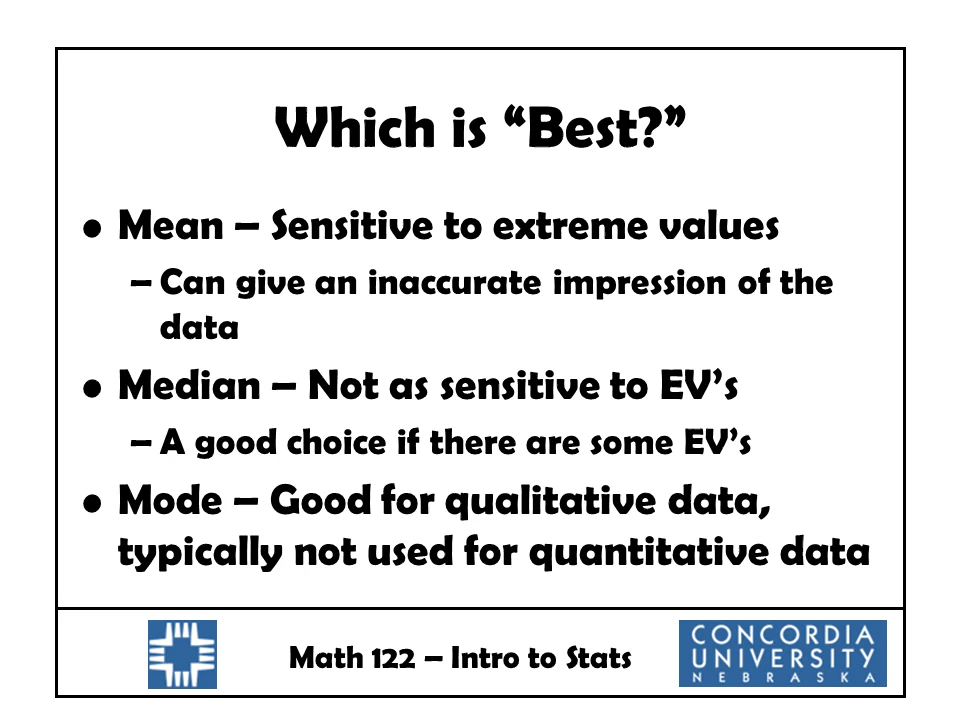 Which is “Best?”
● Mean – Sensitive to extreme values
– Can give an inaccurate impression of the
data
● Median – Not as sensitive to EV’s
– A good choice if there are some EV’s
● Mode – Good for qualitative data,
typically not used for quantitative data
Math 122 – Intro to Stats
CONCORDIA
UNIVERSITY
NEBRASKA